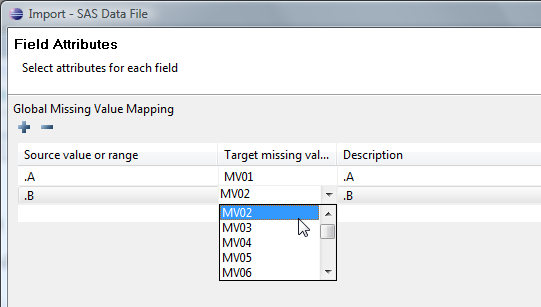 Import - SAS Data File
Field Attributes
Select attributes for each field
Global Missing Value Mapping
Source value or range Target missing val... Description
.A MV01 .A
.B MV02 .B
MV02
MV03
MV04
MV05
MV06